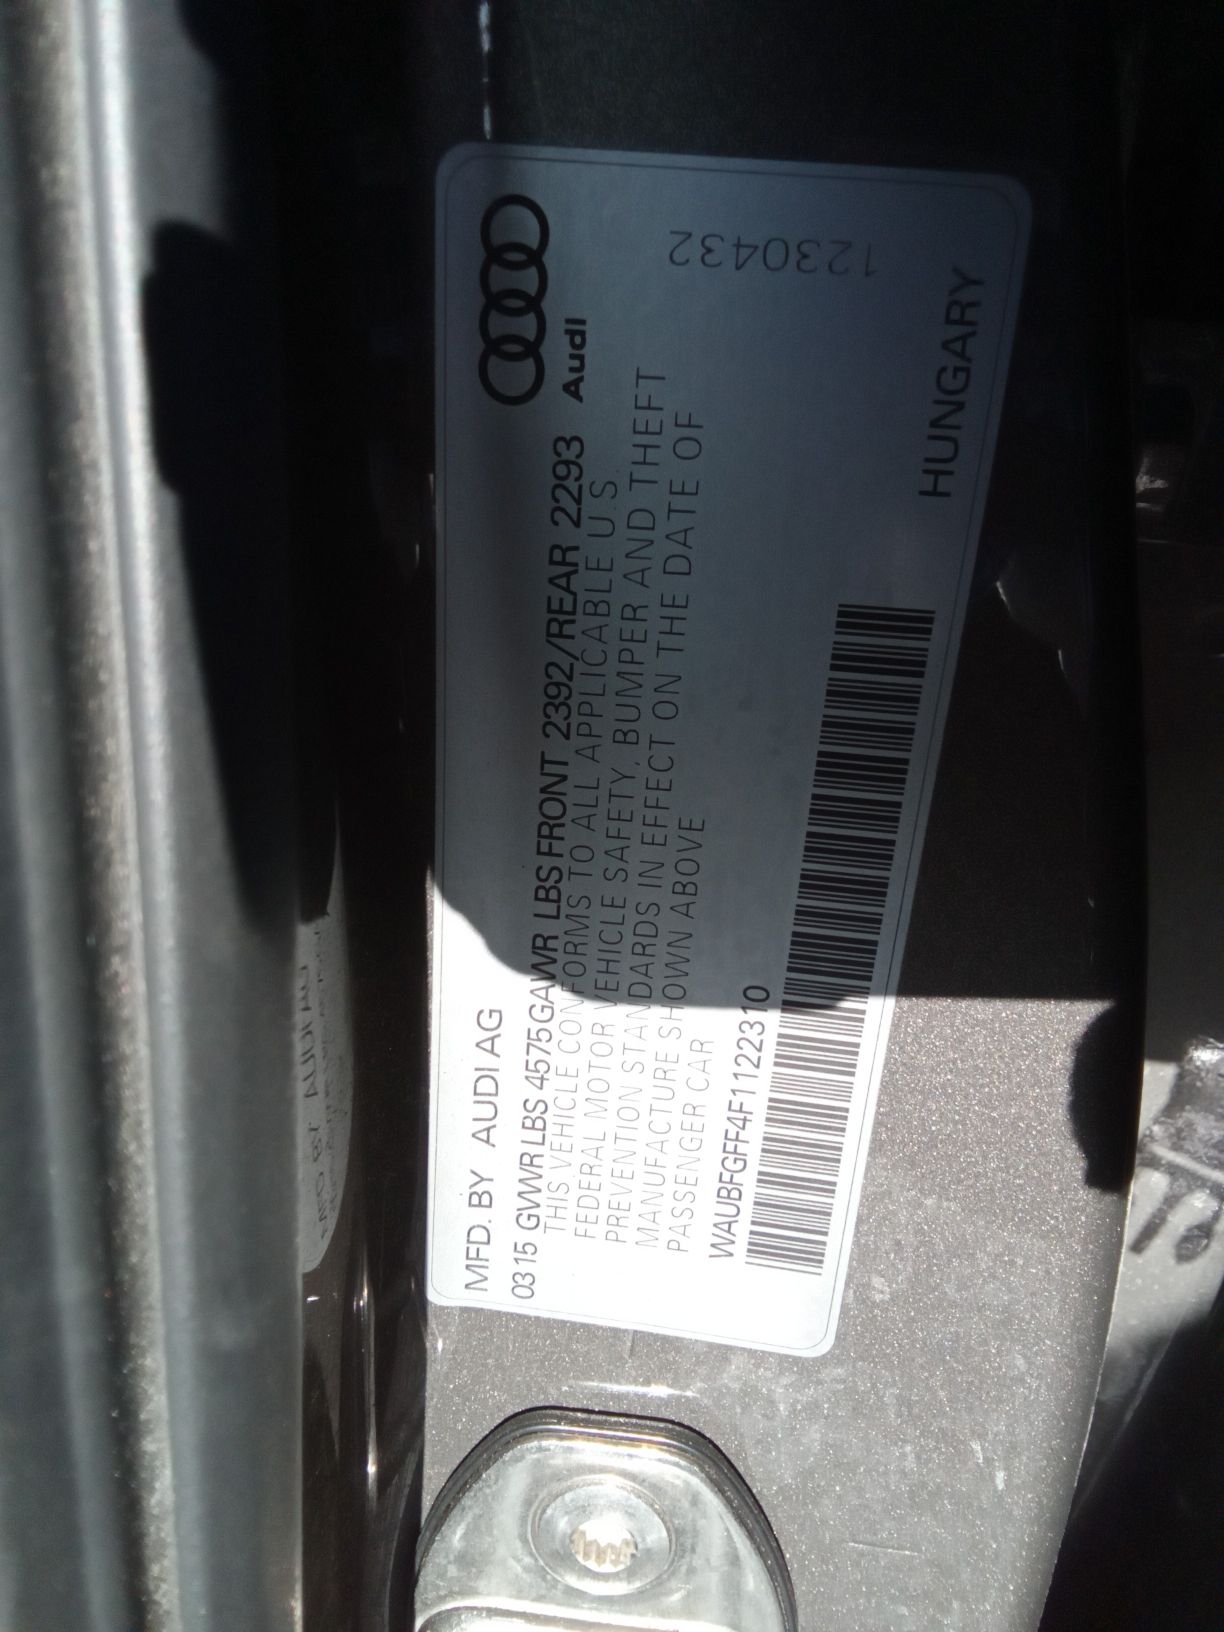 Audi
MFD. BY AUDI AG
0315 GVWR LBS 4575 GAWR LBS FRONT 2392/REAR 2293
THIS VEHICLE CONFORMS TO ALL APPLICABLE U.S.
FEDERAL MOTOR VEHICLE SAFETY, BUMPER AND THEFT
PREVENTION STANDARDS IN EFFECT ON THE DATE OF
MANUFACTURE SHOWN ABOVE
PASSENGER CAR
WAUBFGFF4F1122310
HUNGARY
1230432